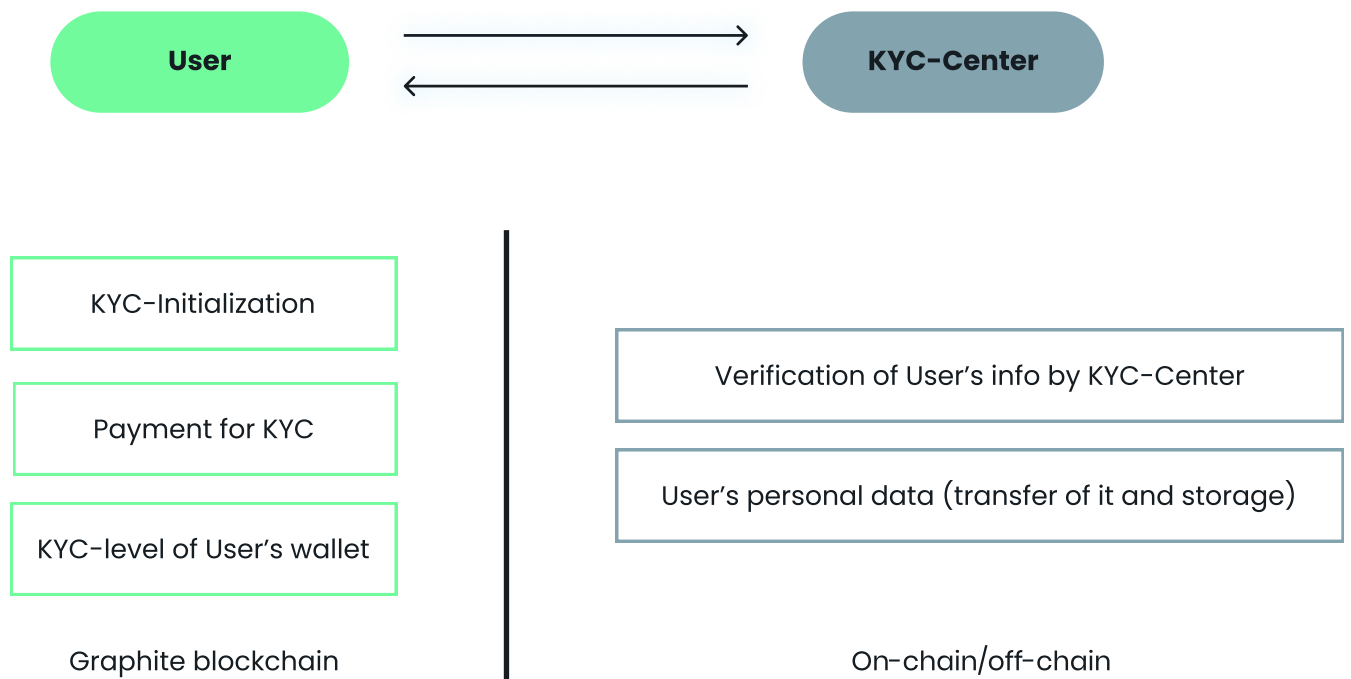 User
KYC-Center
KYC-Initialization
Payment for KYC
KYC-level of User’s wallet
Graphite blockchain
Verification of User’s info by KYC-Center
User’s personal data (transfer of it and storage)
On-chain/off-chain